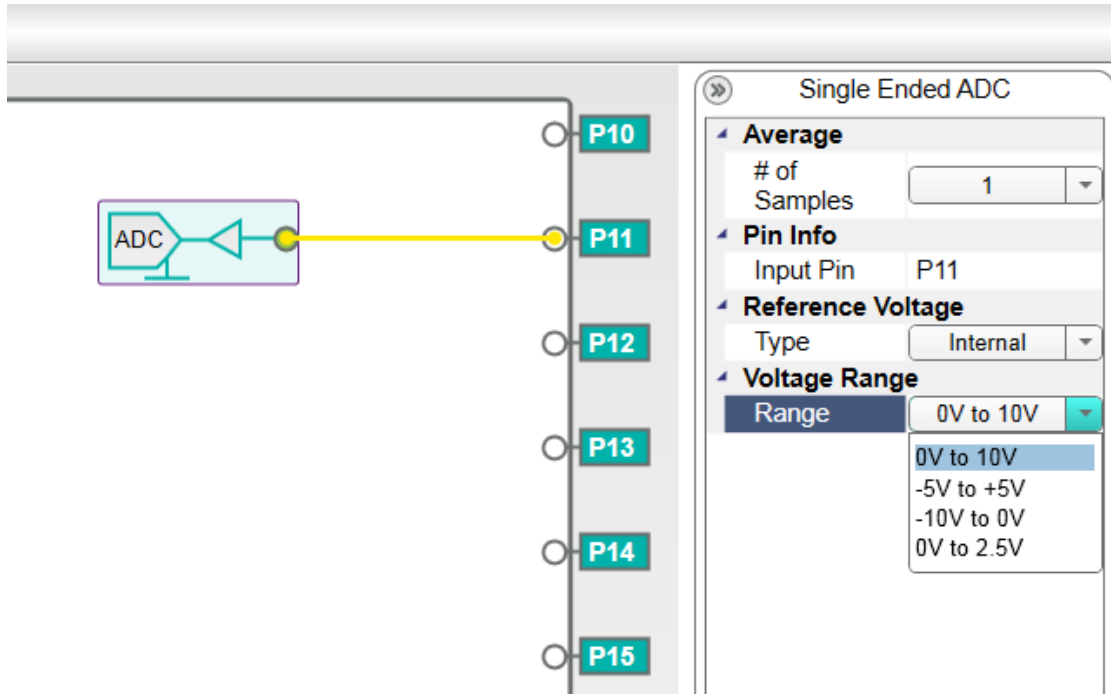 Single Ended ADC
P10
Average
# of
Samples
1
ADC
P11
Pin Info
Input Pin P11
Reference Voltage
P12
Type Internal
Voltage Range
Range 0V to 10V
P13
0V to 10V
-5V to +5V
-10V to 0V
P14
0V to 2.5V
P15